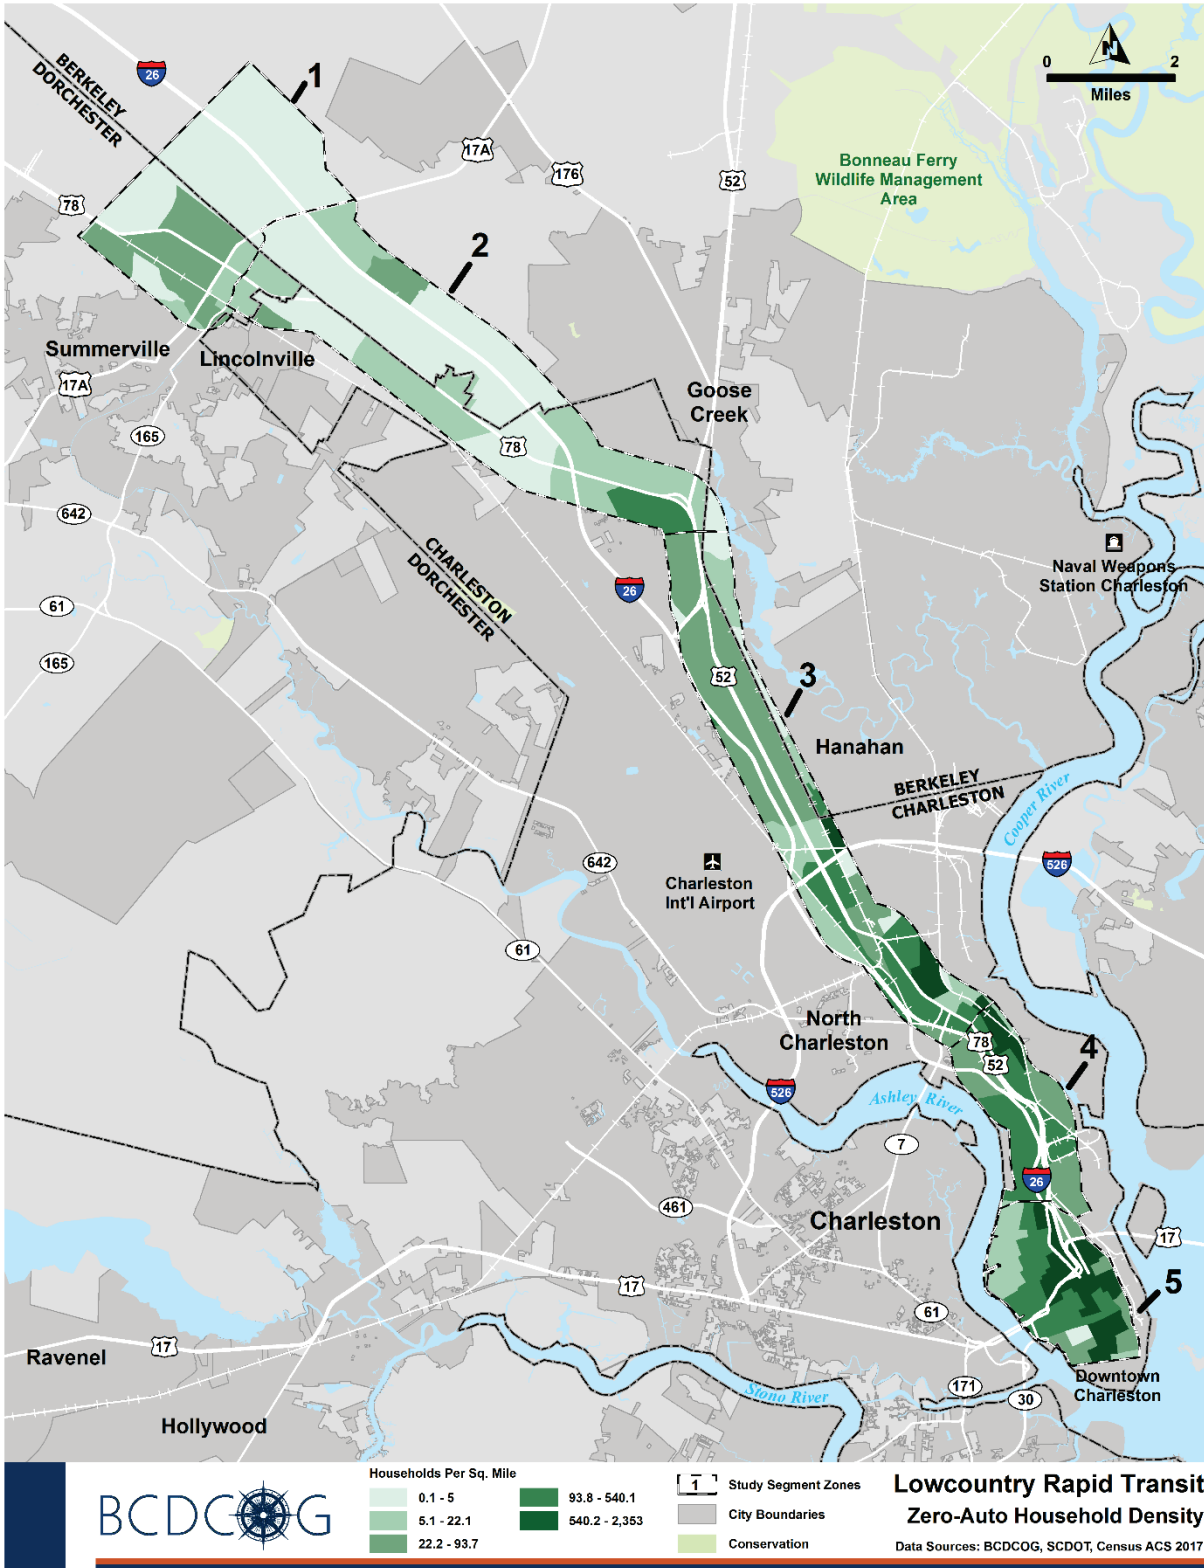 N
0 2
Miles
1
26
BERKELEY
DORCHESTER
17A
176
52
Bonneau Ferry
Wildlife Management
Area
78
2
Summerville
Lincolnville
17A
165
Goose
Creek
78
642
CHARLESTON
DORCHESTER
26
Naval Weapons
Station Charleston
61
165
52
3
Hanahan
BERKELEY
CHARLESTON
Cooper River
642
Charleston
Int'l Airport
526
61
North
Charleston
78
52
4
526
Ashley River
7
26
461
Charleston
17
17
5
61
17
Ravenel
171
30
Downtown
Charleston
Stono River
Hollywood
BCDCOG
Households Per Sq. Mile
0.1 - 5
5.1 - 22.1
22.2 - 93.7
93.8 - 540.1
540.2 - 2,353
1 Study Segment Zones
City Boundaries
Conservation
Lowcountry Rapid Transit
Zero-Auto Household Density
Data Sources: BCDCOG, SCDOT, Census ACS 2017